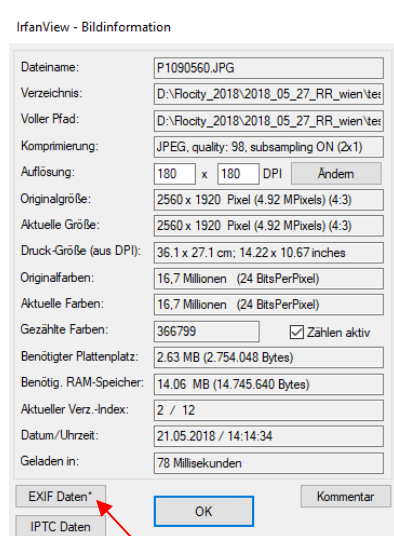 IrfanView - Bildinformation
Dateiname: P1090560.JPG
Verzeichnis: D:\Flocity_2018\2018_05_27_RR_wien\tes
Voller Pfad: D:\Flocity_2018\2018_05_27_RR_wien\tes
Komprimierung: JPEG, quality: 98, subsampling ON (2x1)
Auflösung: 180 x 180 DPI Ändern
Originalgröße: 2560 x 1920 Pixel (4.92 MPixels) (4:3)
Aktuelle Größe: 2560 x 1920 Pixel (4.92 MPixels) (4:3)
Druck-Größe (aus DPI): 36.1 x 27.1 cm; 14.22 x 10.67 inches
Originalfarben: 16,7 Millionen (24 BitsPerPixel)
Aktuelle Farben: 16,7 Millionen (24 BitsPerPixel)
Gezählte Farben: 366799 Zählen aktiv
Benötigter Plattenplatz: 2.63 MB (2.754.048 Bytes)
Benötig. RAM-Speicher: 14.06 MB (14.745.640 Bytes)
Aktueller Verz.-Index: 2 / 12
Datum/Uhrzeit: 21.05.2018 / 14:14:34
Geladen in: 78 Millisekunden
EXIF Daten* OK Kommentar
IPTC Daten